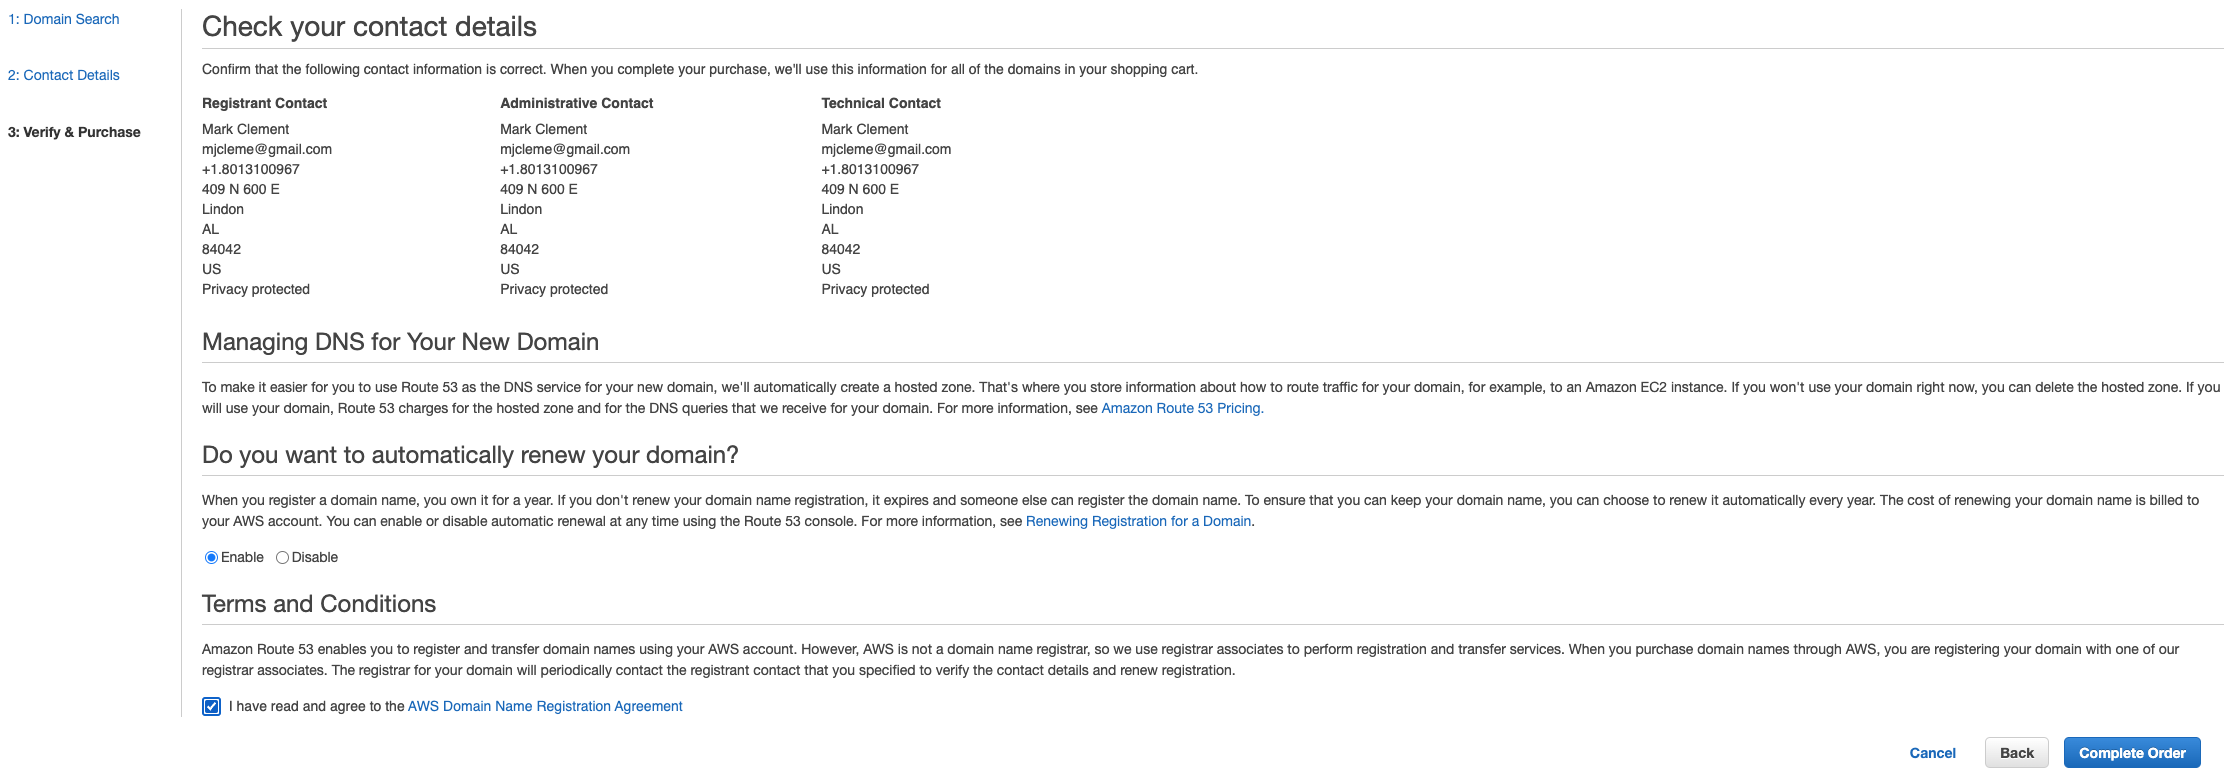 1: Domain Search
2: Contact Details
3: Verify & Purchase
Check your contact details
Confirm that the following contact information is correct. When you complete your purchase, we'll use this information for all of the domains in your shopping cart.
Registrant Contact
Mark Clement
mjcleme@gmail.com
+1.8013100967
409 N 600 E
Lindon
AL
84042
US
Privacy protected
Administrative Contact
Mark Clement
mjcleme@gmail.com
+1.8013100967
409 N 600 E
Lindon
AL
84042
US
Privacy protected
Technical Contact
Mark Clement
mjcleme@gmail.com
+1.8013100967
409 N 600 E
Lindon
AL
84042
US
Privacy protected
Managing DNS for Your New Domain
To make it easier for you to use Route 53 as the DNS service for your new domain, we'll automatically create a hosted zone. That's where you store information about how to route traffic for your domain, for example, to an Amazon EC2 instance. If you won't use your domain right now, you can delete the hosted zone. If you
will use your domain, Route 53 charges for the hosted zone and for the DNS queries that we receive for your domain. For more information, see Amazon Route 53 Pricing.
Do you want to automatically renew your domain?
When you register a domain name, you own it for a year. If you don't renew your domain name registration, it expires and someone else can register the domain name. To ensure that you can keep your domain name, you can choose to renew it automatically every year. The cost of renewing your domain name is billed to
your AWS account. You can enable or disable automatic renewal at any time using the Route 53 console. For more information, see Renewing Registration for a Domain.
Enable Disable
Terms and Conditions
Amazon Route 53 enables you to register and transfer domain names using your AWS account. However, AWS is not a domain name registrar, so we use registrar associates to perform registration and transfer services. When you purchase domain names through AWS, you are registering your domain with one of our
registrar associates. The registrar for your domain will periodically contact the registrant contact that you specified to verify the contact details and renew registration.
I have read and agree to the AWS Domain Name Registration Agreement
Cancel Back Complete Order